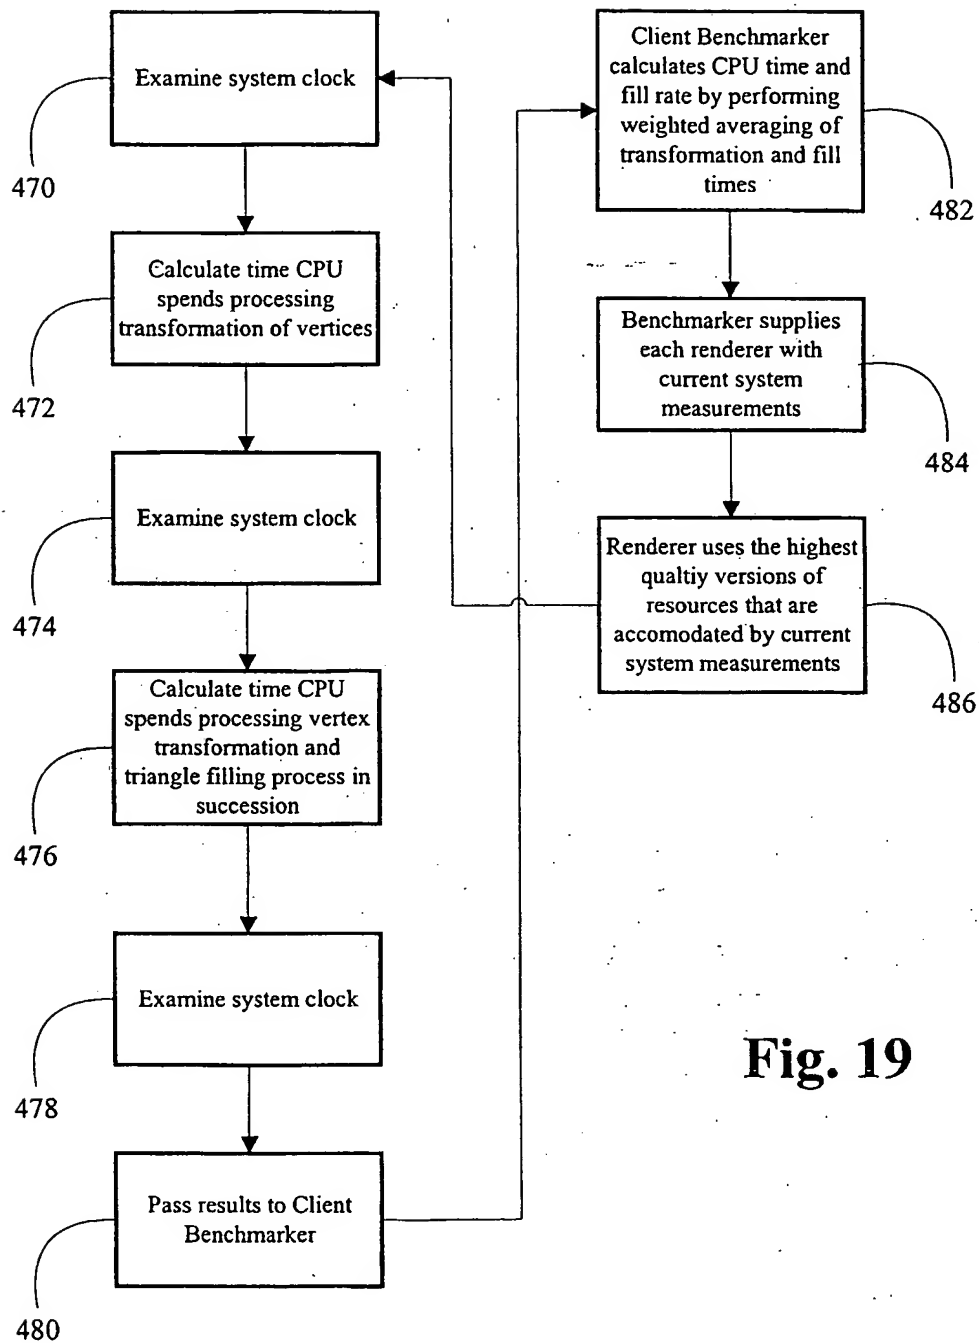 Examine system clock
470
Calculate time CPU
spends processing
transformation of vertices
472
Examine system clock
474
Calculate time CPU
spends processing vertex
transformation and
triangle filling process in
succession
476
Examine system clock
478
Pass results to Client
Benchmarker
480
Client Benchmarker
calculates CPU time and
fill rate by performing
weighted averaging of
transformation and fill
times
482
Benchmarker supplies
each renderer with
current system
measurements
484
Renderer uses the highest
qualtiy versions of
resources that are
accomodated by current
system measurements
486
Fig. 19